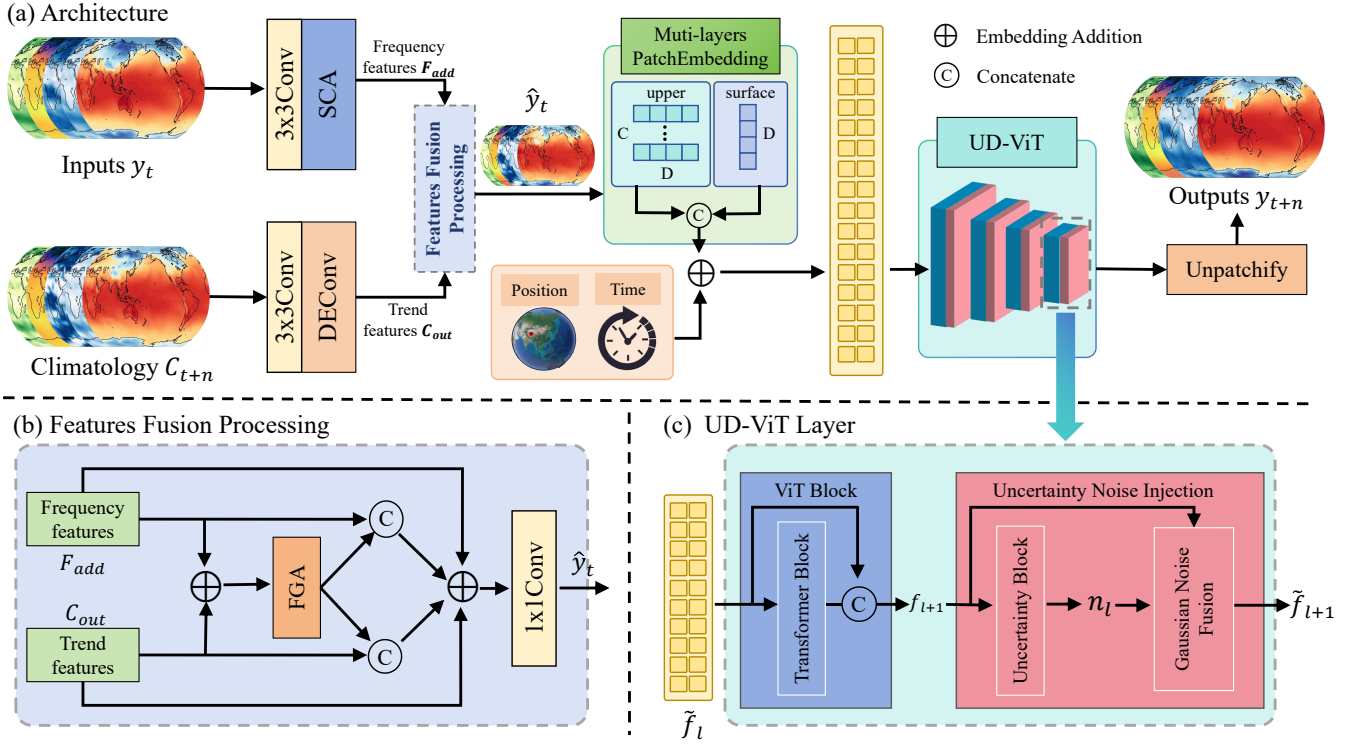 (a) Architecture
Inputs y_t
3x3Conv
SCA
Frequency
features F_add
Features Fusion
Processing
Climatology C_{t+n}
3x3Conv
DEConv
Trend
features C_out
ŷ_t
Muti-layers
PatchEmbedding
upper
C
D
surface
D
C
Position
Time
Embedding Addition
C Concatenate
UD-ViT
Outputs y_{t+n}
Unpatchify
(b) Features Fusion Processing
Frequency
features
F_add
C_out
Trend
features
FGA
C
C
1x1Conv
ŷ_t
(c) UD-ViT Layer
f̃_l
ViT Block
Transformer Block
C
f_{l+1}
Uncertainty Noise Injection
Uncertainty Block
n_l
Gaussian Noise
Fusion
f̃_{l+1}